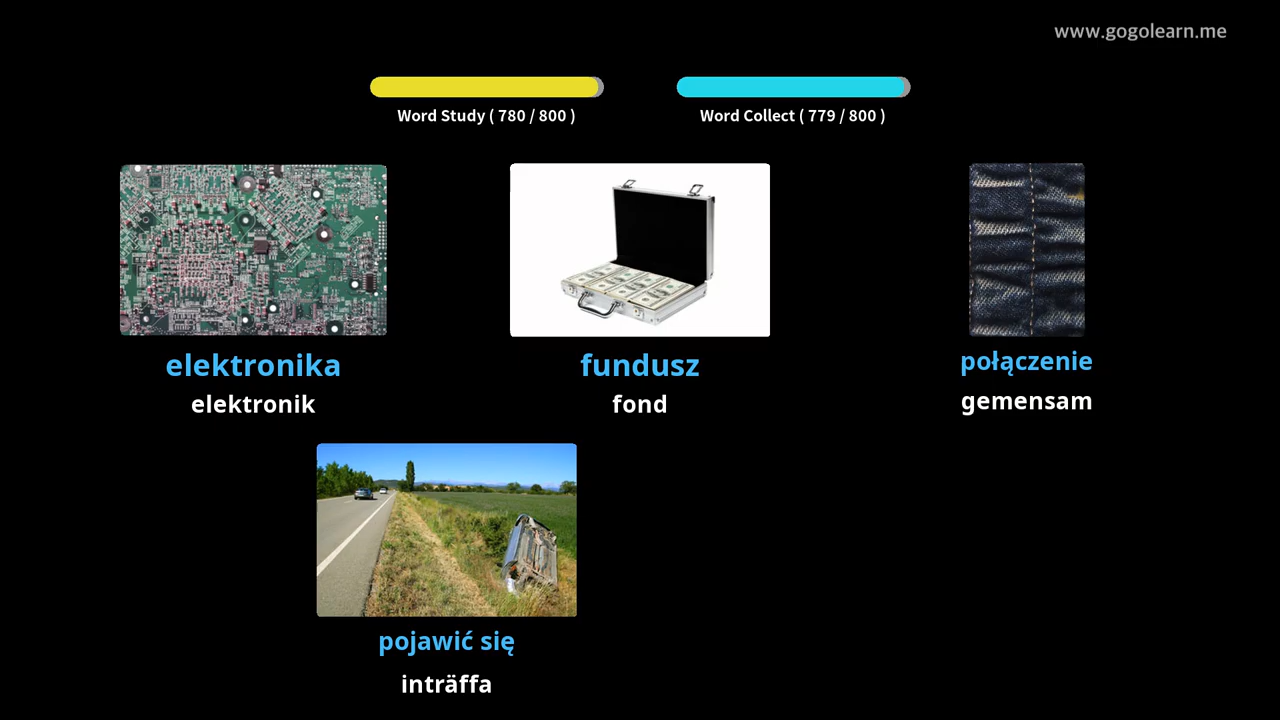 www.gogolearn.me
Word Study ( 780 / 800 )
Word Collect ( 779 / 800 )
elektronika
elektronik
fundusz
fond
połączenie
gemensam
pojawić się
inträffa